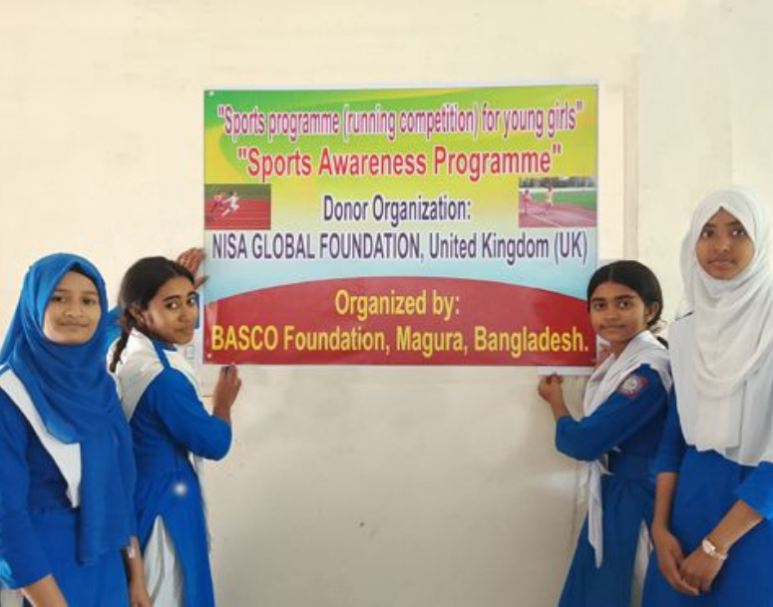 "Sports programme (running competition) for young girls"
"Sports Awareness Programme"
Donor Organization:
NISA GLOBAL FOUNDATION, United Kingdom (UK)
Organized by:
BASCO Foundation, Magura, Bangladesh.